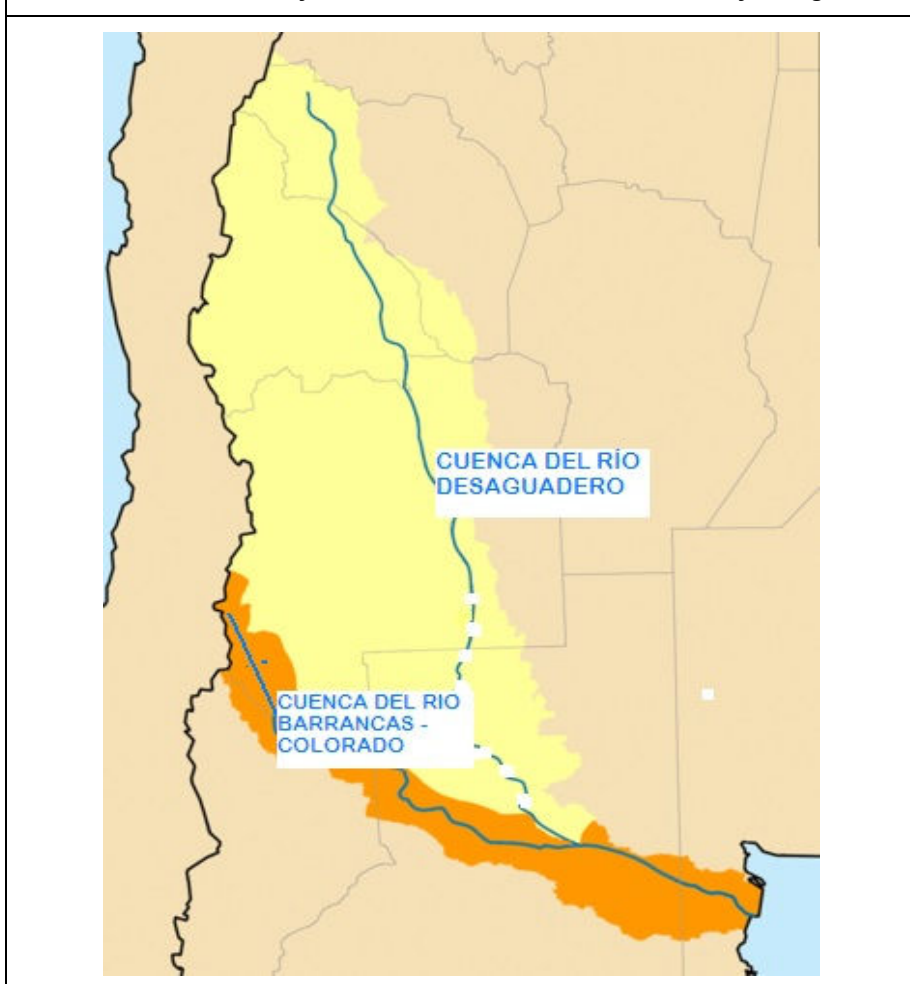 CUENCA DEL RÍO
DESAGUADERO
CUENCA DEL RIO
BARRANCAS -
COLORADO